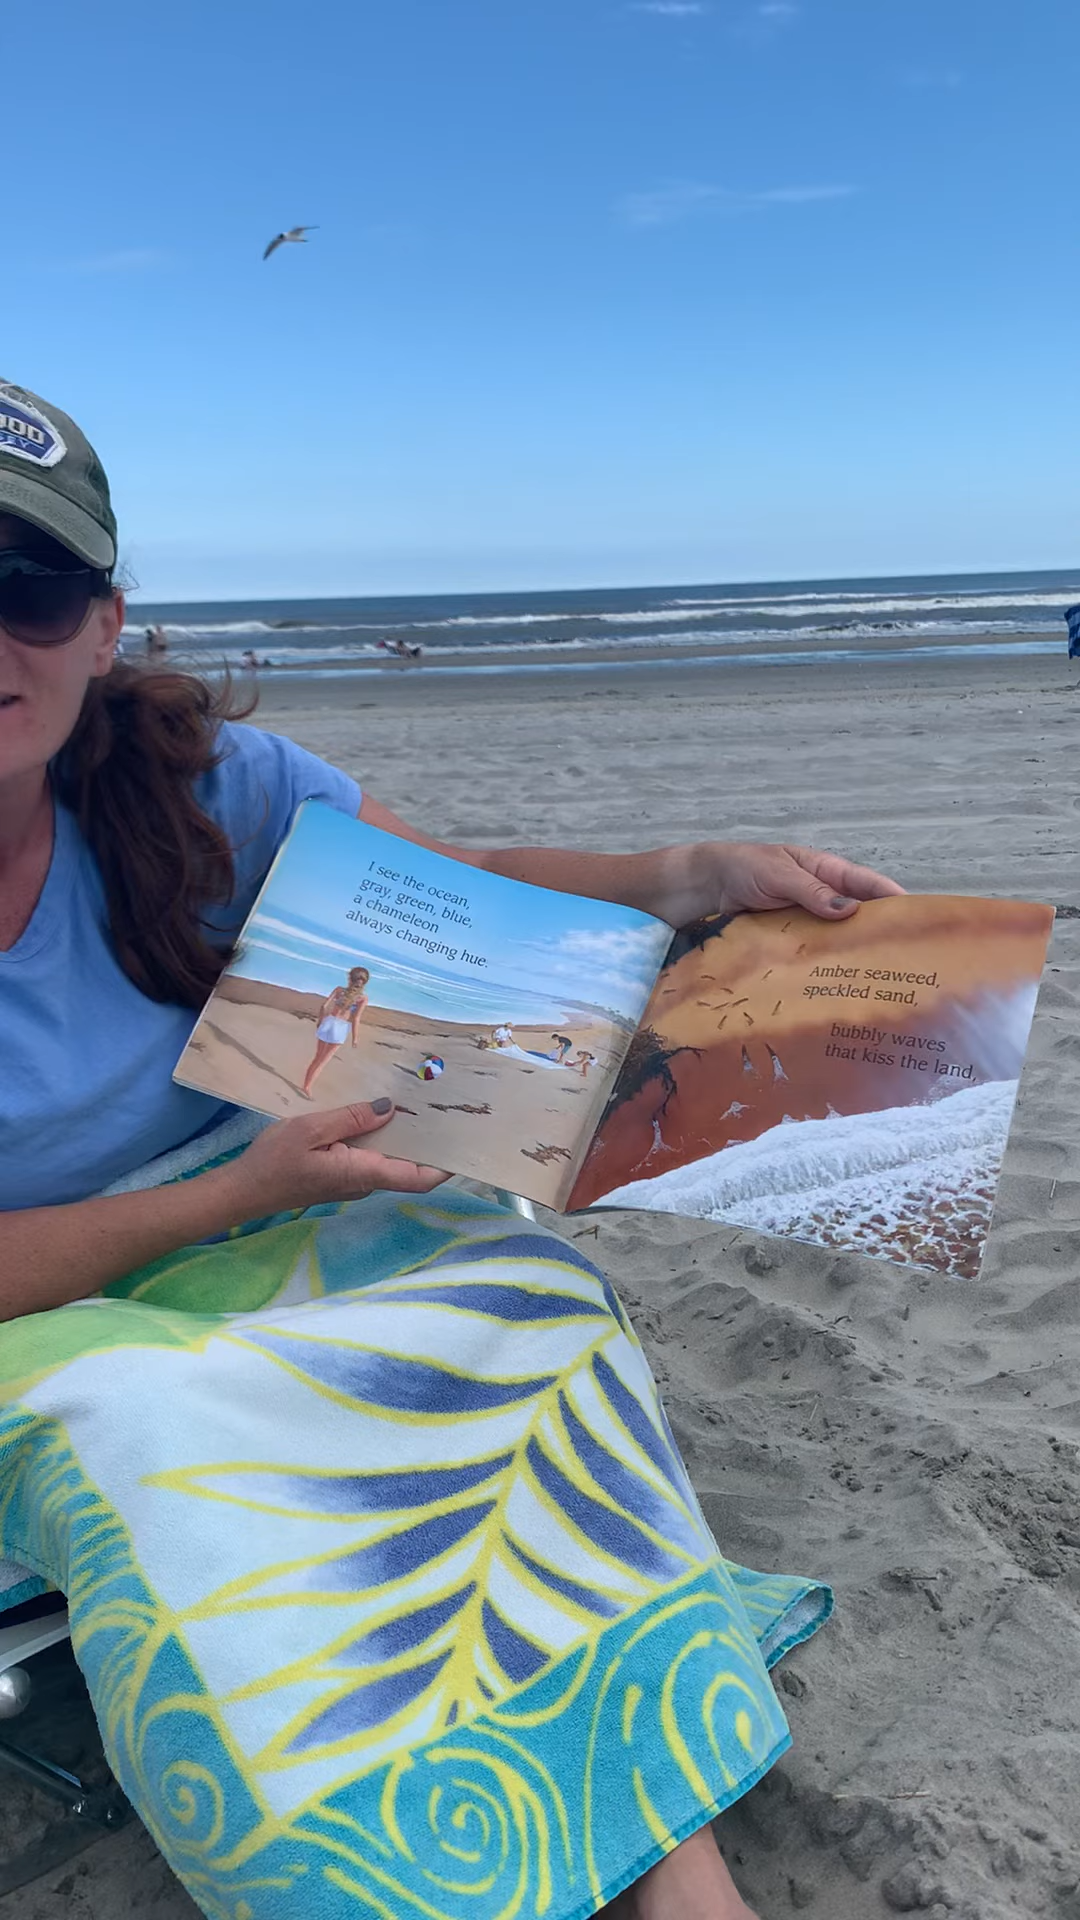 I see the ocean,
gray, green, blue,
a chameleon
always changing hue.
Amber seaweed,
speckled sand,
bubbly waves
that kiss the land,